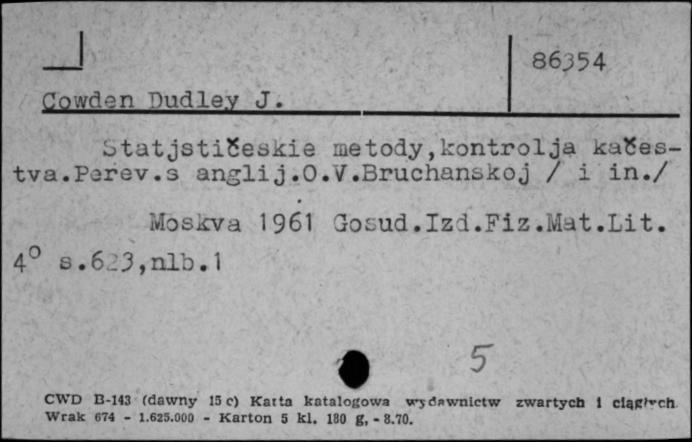 86354
Cowden Dudley J.
Statjstičeskie metody,kontrolja kačes-
tva.Perev.s anglij.O.V.Bruchanskoj / i in./
Moskva 1961 Gosud.Izd.Fiz.Mat.Lit.
4° s.623,nlb.1
5
CWD B-143 (dawny 15 c) Karta katalogowa wydawnictw zwartych i ciągłych
Wrak 674 - 1.625.000 - Karton 5 kl. 180 g, - 8.70.